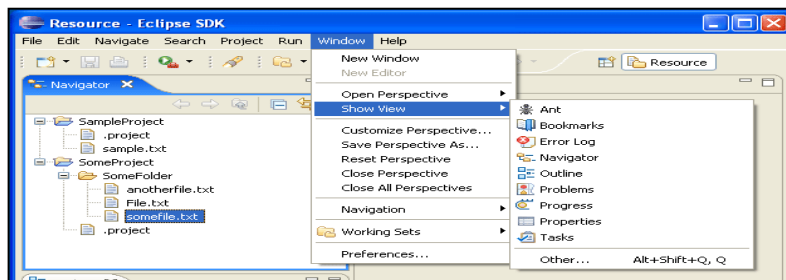 Resource - Eclipse SDK
File Edit Navigate Search Project Run Window Help
Resource
Navigator
SampleProject
.project
sample.txt
SomeProject
SomeFolder
anotherfile.txt
File.txt
somefile.txt
.project
New Window
New Editor
Open Perspective
Show View
Customize Perspective...
Save Perspective As...
Reset Perspective
Close Perspective
Close All Perspectives
Navigation
Working Sets
Preferences...
Ant
Bookmarks
Error Log
Navigator
Outline
Problems
Progress
Properties
Tasks
Other... Alt+Shift+Q, Q